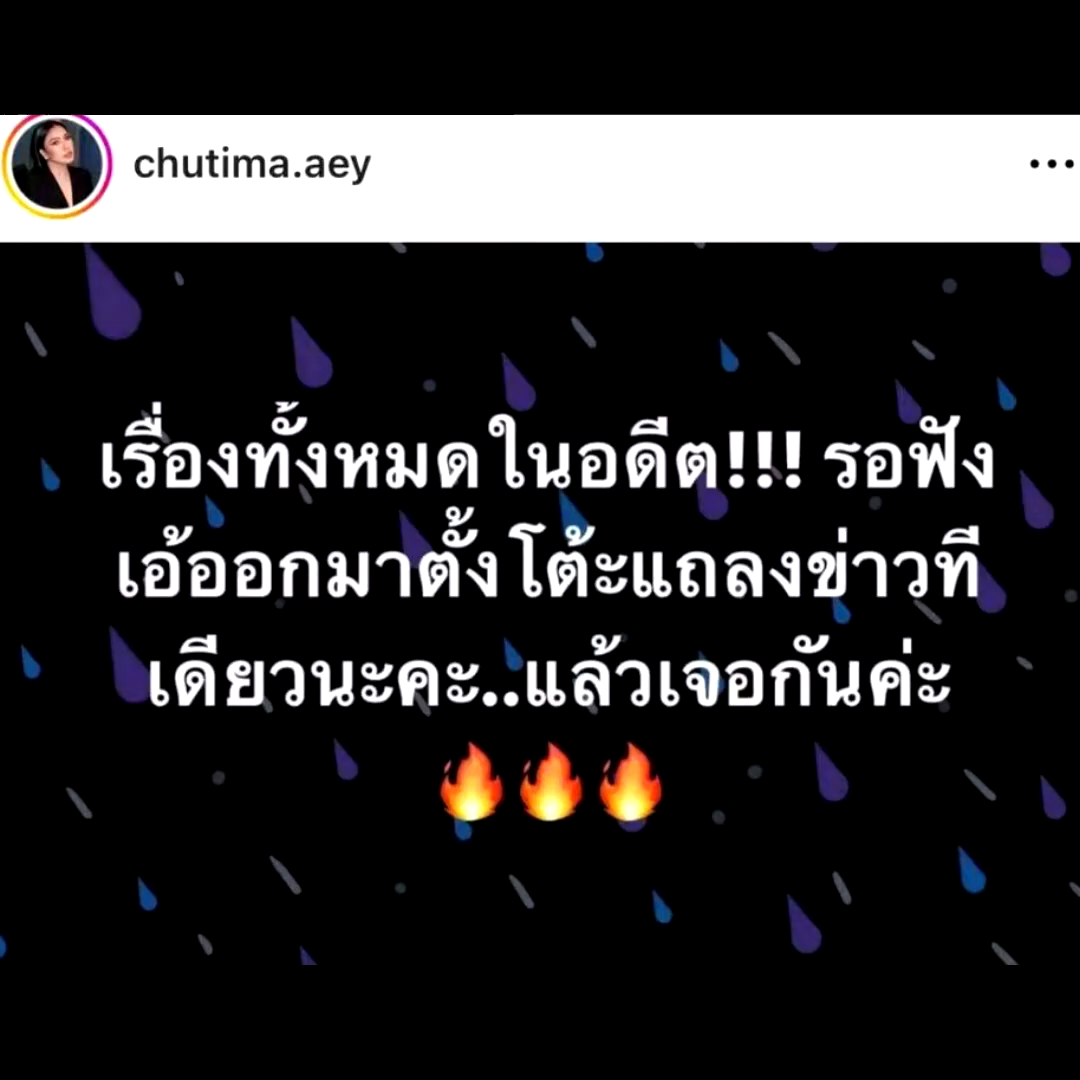 chutima.aey
เรื่องทั้งหมดในอดีต!!! รอฟัง
เอ้ออกมาตั้งโต้ะแถลงข่าวที
เดียวนะคะ..แล้วเจอกันค่ะ
🔥🔥🔥